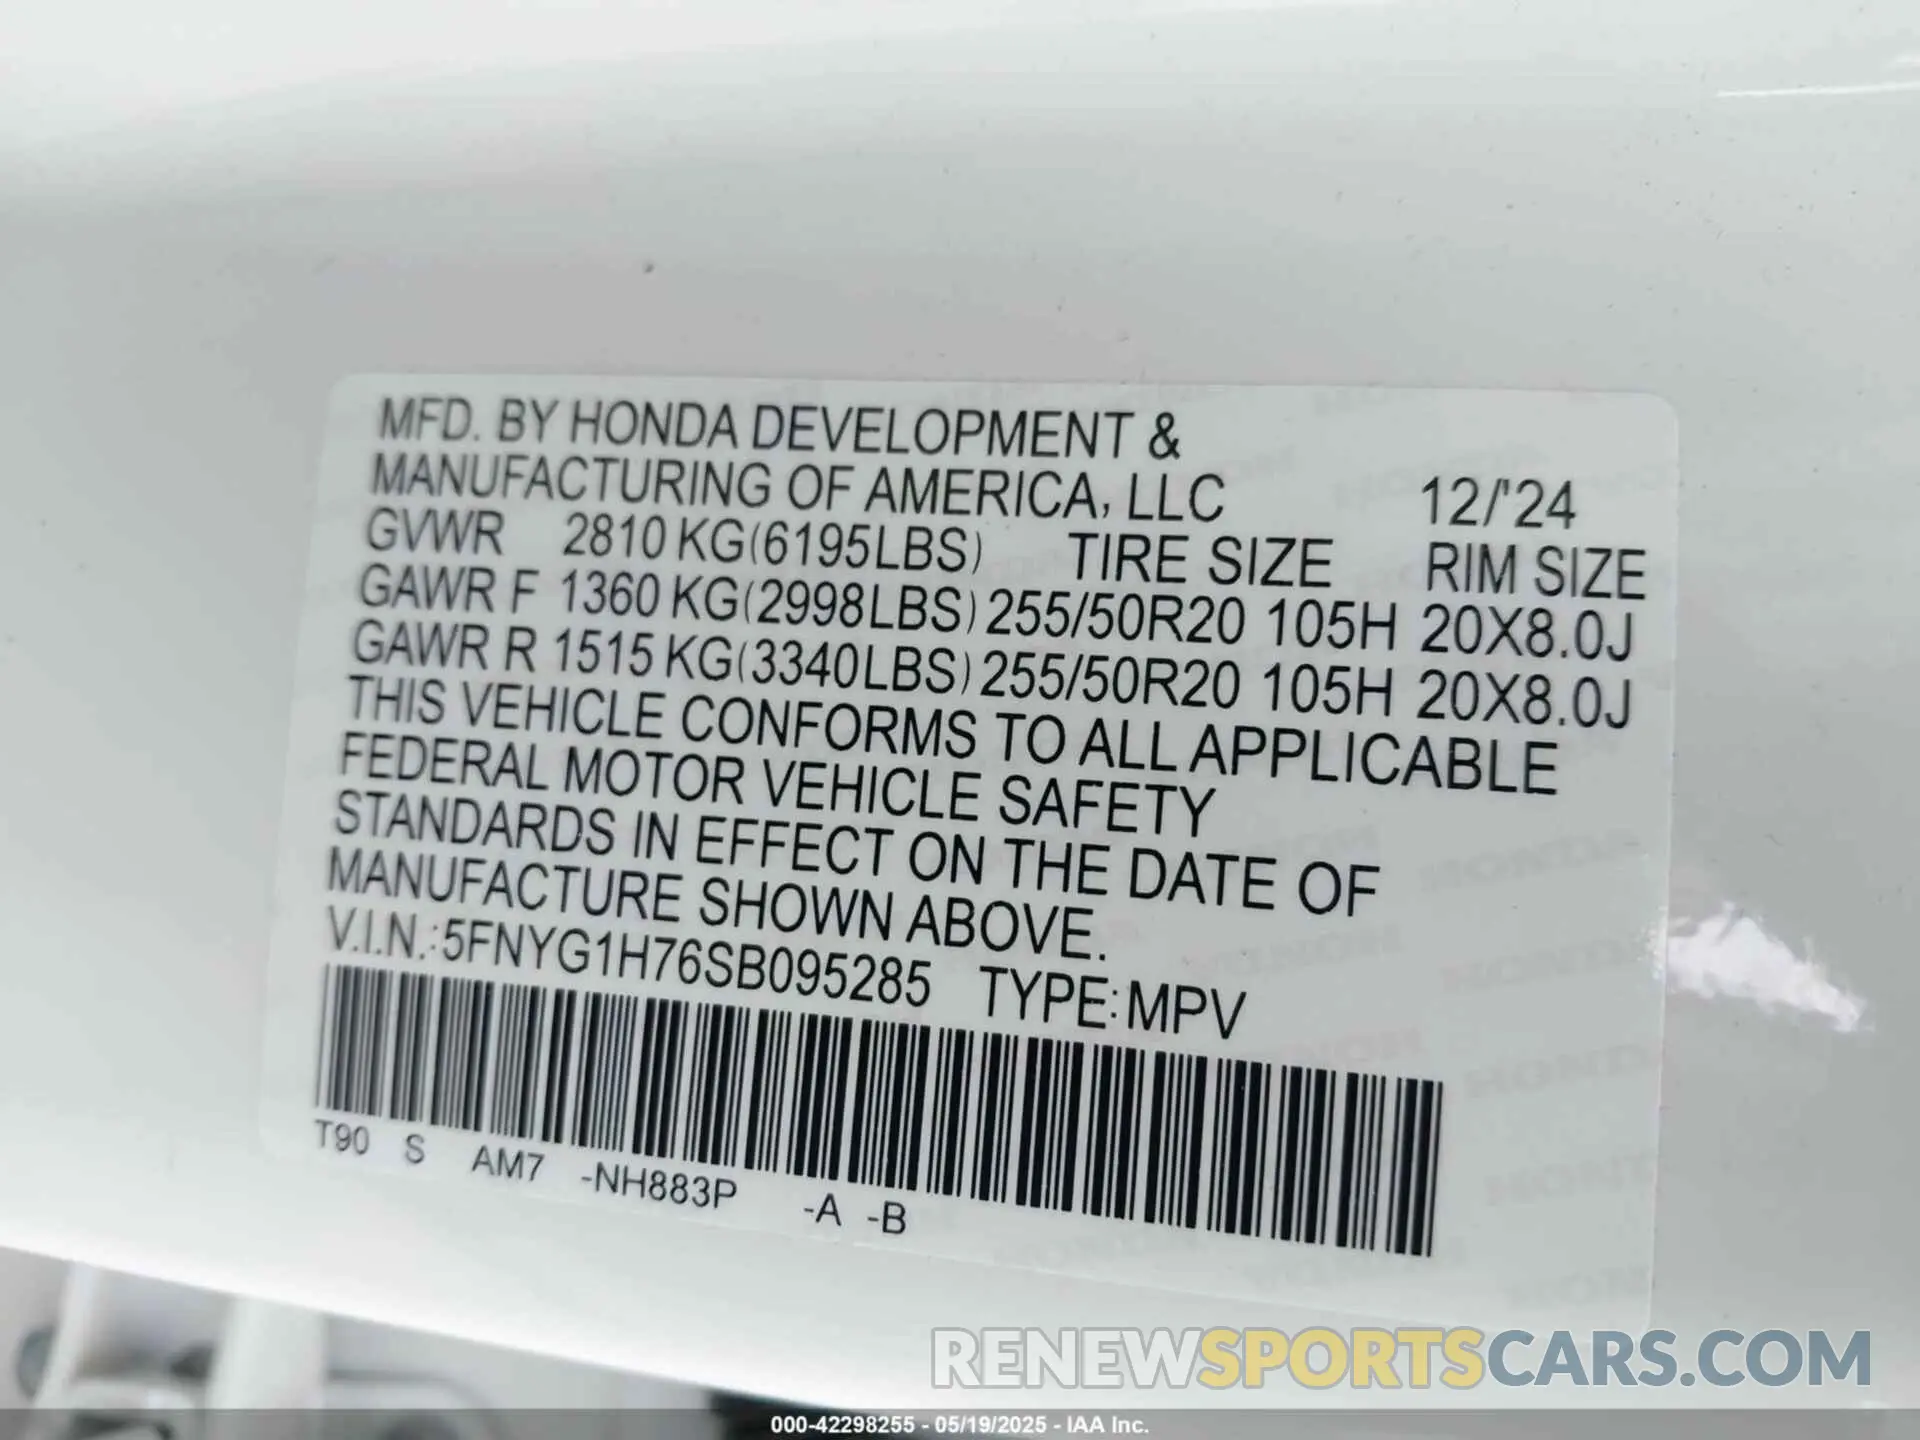 MFD. BY HONDA DEVELOPMENT &
MANUFACTURING OF AMERICA, LLC 12/'24
GVWR 2810 KG(6195LBS) TIRE SIZE RIM SIZE
GAWR F 1360 KG(2998LBS) 255/50R20 105H 20X8.0J
GAWR R 1515 KG(3340LBS) 255/50R20 105H 20X8.0J
THIS VEHICLE CONFORMS TO ALL APPLICABLE
FEDERAL MOTOR VEHICLE SAFETY
STANDARDS IN EFFECT ON THE DATE OF
MANUFACTURE SHOWN ABOVE.
V.I.N.:5FNYG1H76SB095285 TYPE:MPV
T90 S AM7 -NH883P -A -B
RENEWSPORTSCARS.COM
000-42298255 - 05/19/2025 - IAA Inc.